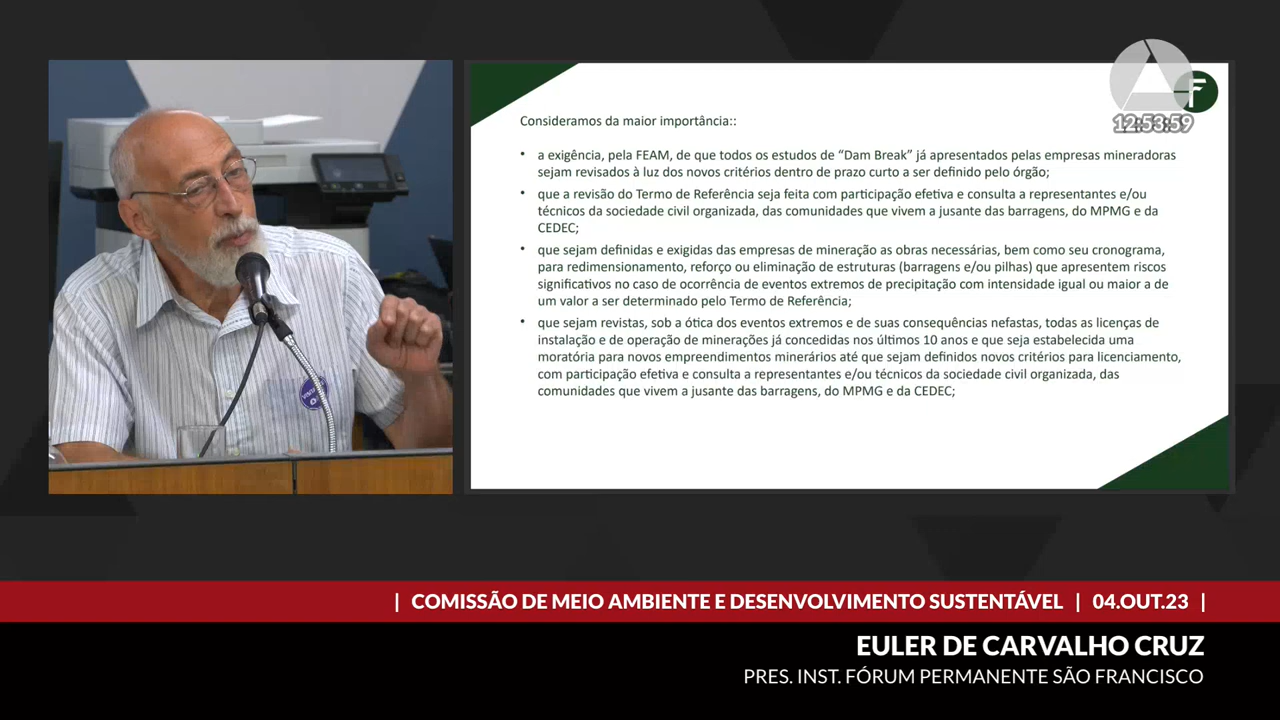 F
12:53:59
Consideramos da maior importância::
• a exigência, pela FEAM, de que todos os estudos de “Dam Break” já apresentados pelas empresas mineradoras
sejam revisados à luz dos novos critérios dentro de prazo curto a ser definido pelo órgão;
• que a revisão do Termo de Referência seja feita com participação efetiva e consulta a representantes e/ou
técnicos da sociedade civil organizada, das comunidades que vivem a jusante das barragens, do MPMG e da
CEDEC;
• que sejam definidas e exigidas das empresas de mineração as obras necessárias, bem como seu cronograma,
para redimensionamento, reforço ou eliminação de estruturas (barragens e/ou pilhas) que apresentem riscos
significativos no caso de ocorrência de eventos extremos de precipitação com intensidade igual ou maior a de
um valor a ser determinado pelo Termo de Referência;
• que sejam revistas, sob a ótica dos eventos extremos e de suas consequências nefastas, todas as licenças de
instalação e de operação de minerações já concedidas nos últimos 10 anos e que seja estabelecida uma
moratória para novos empreendimentos minerários até que sejam definidos novos critérios para licenciamento,
com participação efetiva e consulta a representantes e/ou técnicos da sociedade civil organizada, das
comunidades que vivem a jusante das barragens, do MPMG e da CEDEC;
| COMISSÃO DE MEIO AMBIENTE E DESENVOLVIMENTO SUSTENTÁVEL | 04.OUT.23 |
EULER DE CARVALHO CRUZ
PRES. INST. FÓRUM PERMANENTE SÃO FRANCISCO